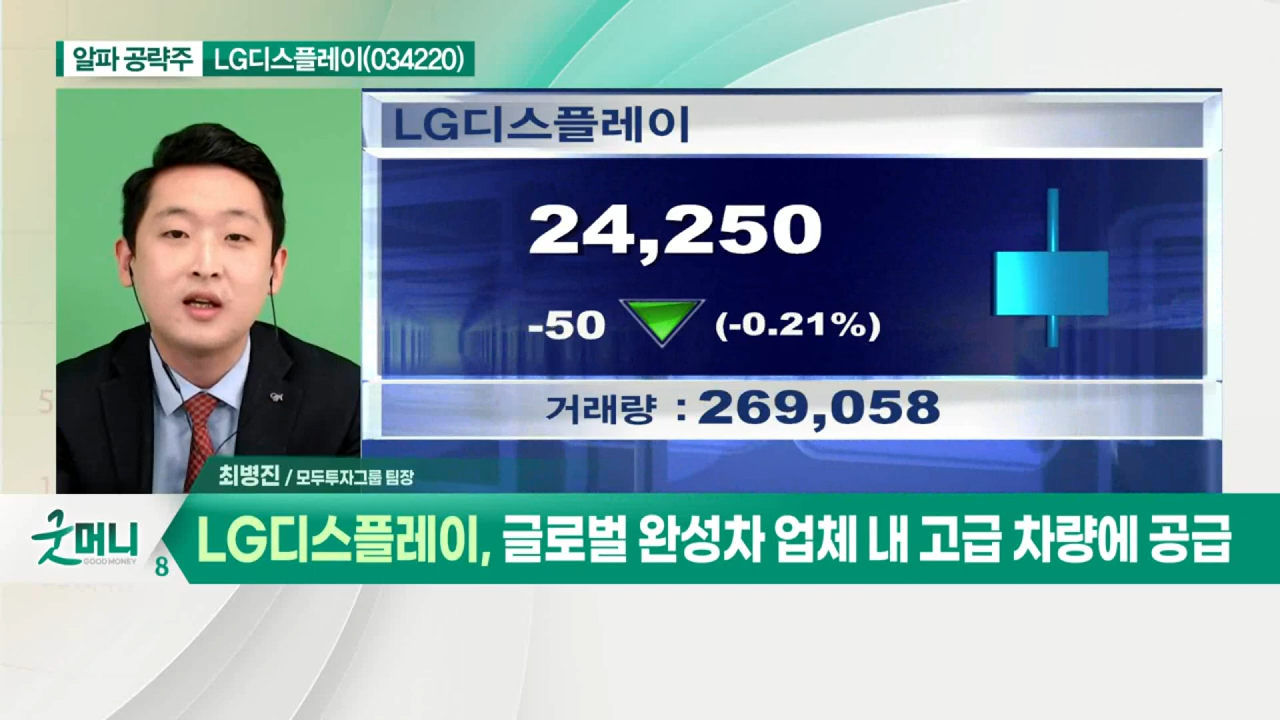 알파 공략주 LG디스플레이(034220)
LG디스플레이
24,250
-50 (-0.21%)
거래량 : 269,058
최병진 / 모두투자그룹 팀장
굿머니
GOOD MONEY
8
LG디스플레이, 글로벌 완성차 업체 내 고급 차량에 공급